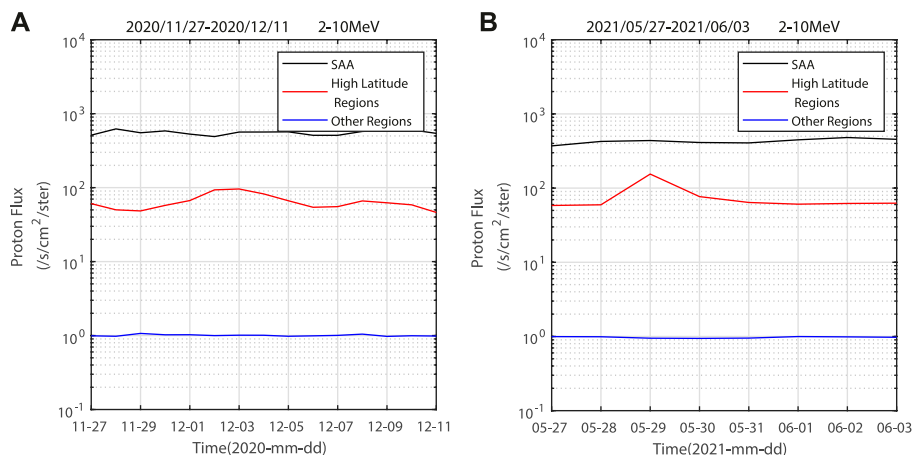 A
2020/11/27-2020/12/11 2-10MeV
10^4
10^3
10^2
10^1
10^0
10^-1
Proton Flux
(/s/cm^2/ster)
SAA
High Latitude
Regions
Other Regions
11-27 11-29 12-01 12-03 12-05 12-07 12-09 12-11
Time(2020-mm-dd)
B
2021/05/27-2021/06/03 2-10MeV
10^4
10^3
10^2
10^1
10^0
10^-1
Proton Flux
(/s/cm^2/ster)
SAA
High Latitude
Regions
Other Regions
05-27 05-28 05-29 05-30 05-31 06-01 06-02 06-03
Time(2021-mm-dd)